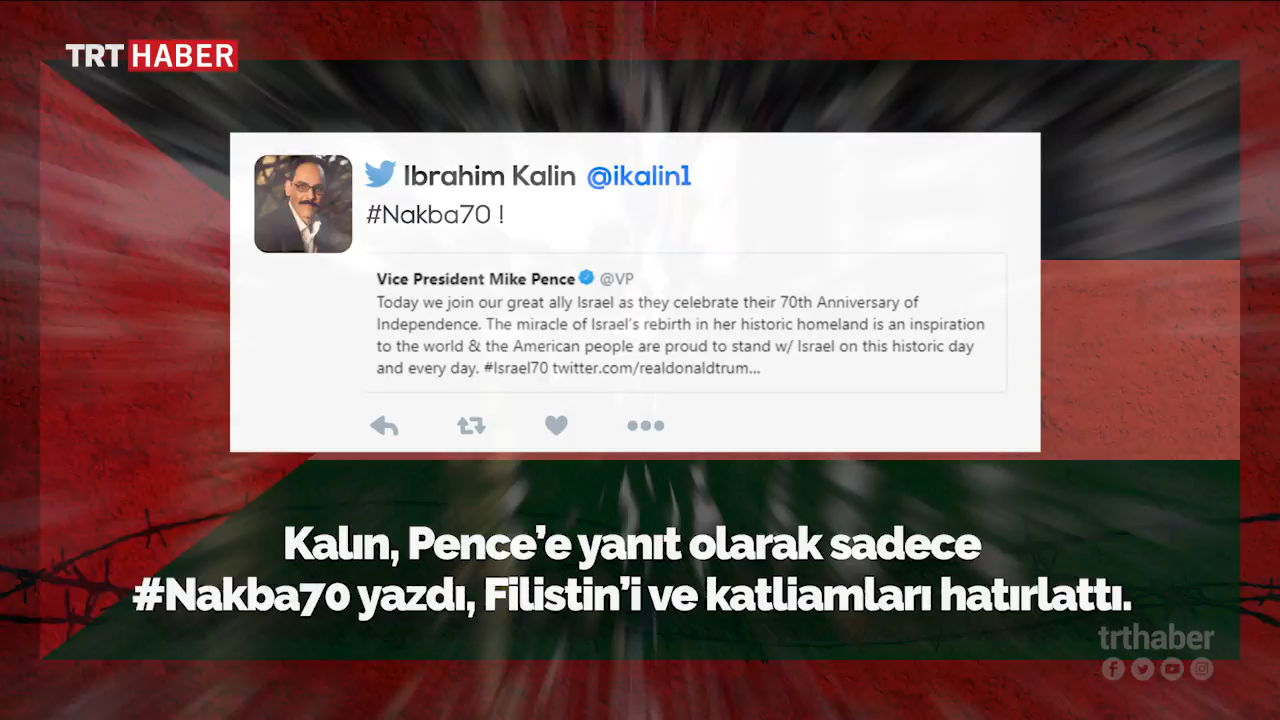 TRT HABER
Ibrahim Kalin @ikalin1
#Nakba70 !
Vice President Mike Pence @VP
Today we join our great ally Israel as they celebrate their 70th Anniversary of
Independence. The miracle of Israel's rebirth in her historic homeland is an inspiration
to the world & the American people are proud to stand w/ Israel on this historic day
and every day. #Israel70 twitter.com/realdonaldtrum...
Kalın, Pence’e yanıt olarak sadece
#Nakba70 yazdı, Filistin’i ve katliamları hatırlattı.
trthaber